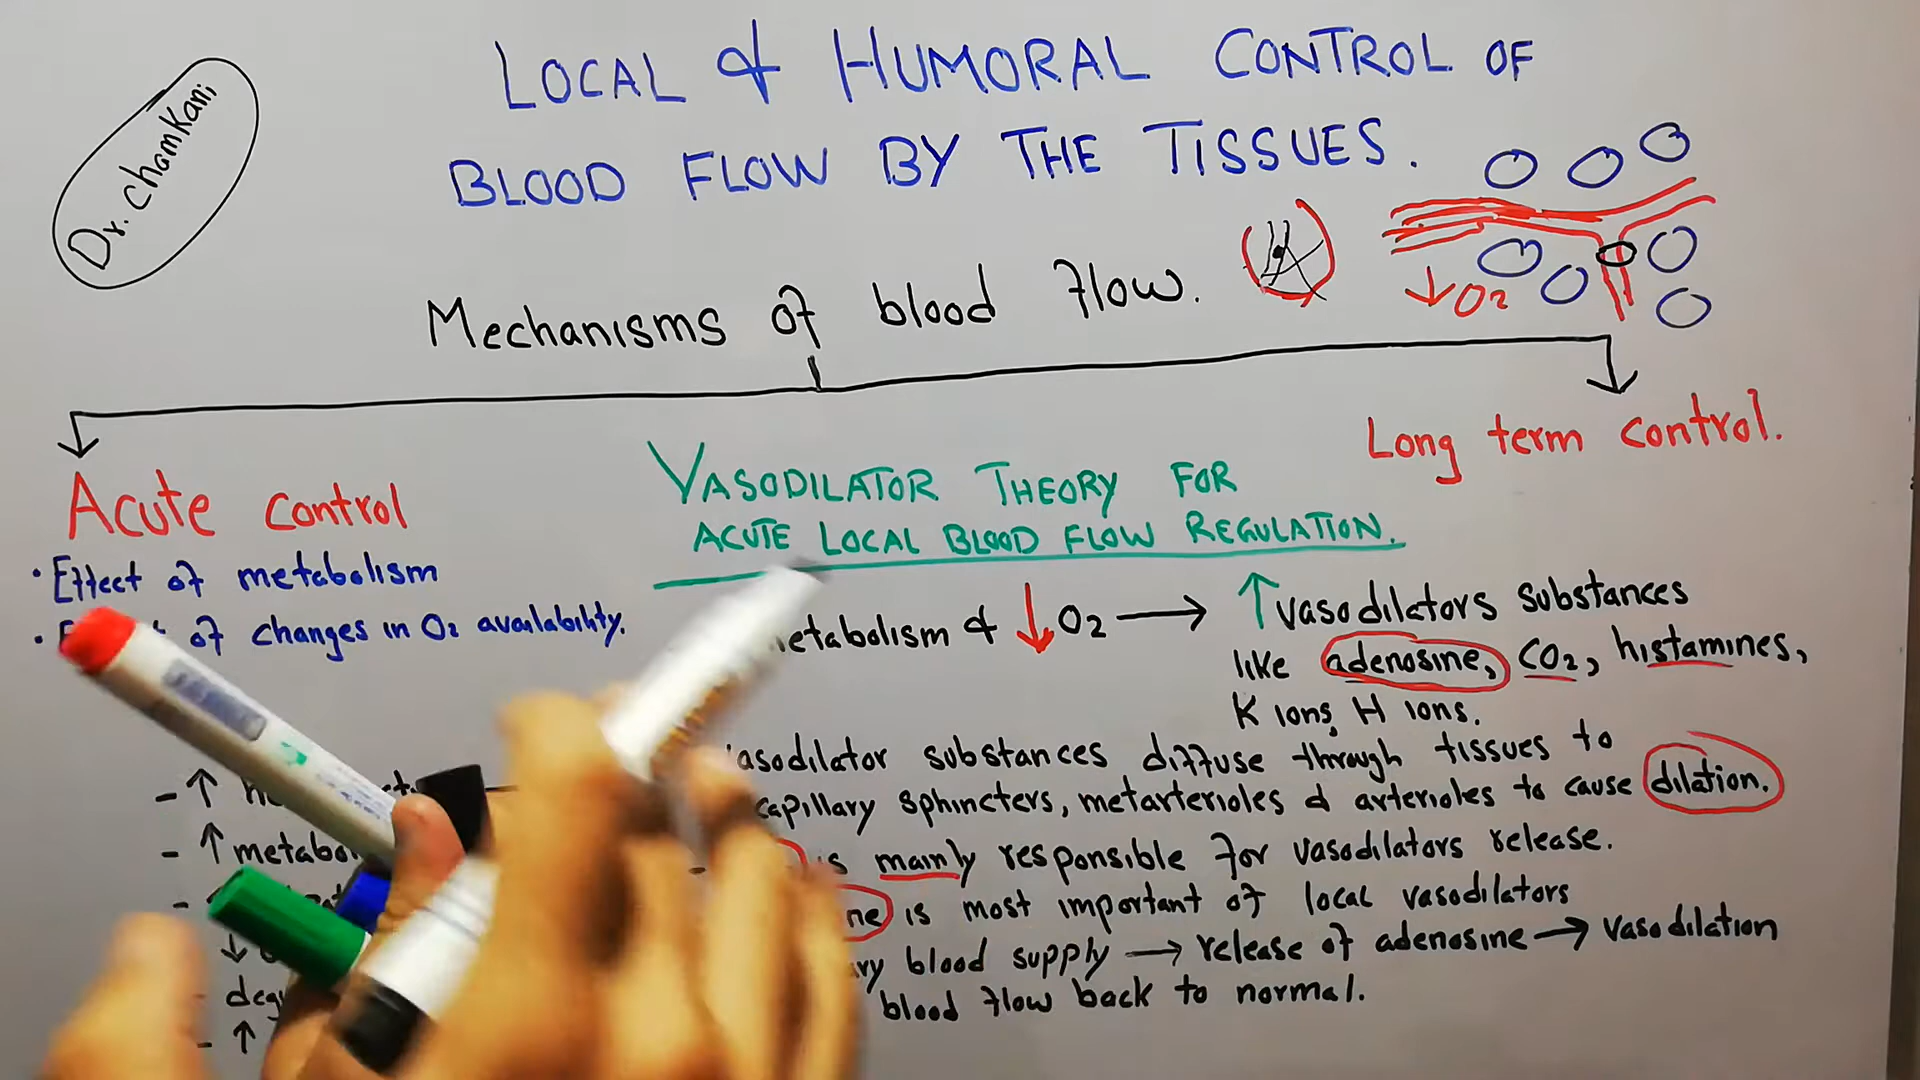 Dr. ChamKani
LOCAL & HUMORAL CONTROL OF
BLOOD FLOW BY THE TISSUES.
Mechanisms of blood flow.
↓O2
Acute control
• Effect of metabolism
• of changes in O2 availability.
Long term control.
VASODILATOR THEORY FOR
ACUTE LOCAL BLOOD FLOW REGULATION.
etabolism & ↓O2 → ↑vasodilators substances
like adenosine, CO2, histamines,
K ions, H ions.
asodilator substances diffuse through tissues to
capillary sphincters, metarterioles & arterioles to cause dilation.
is mainly responsible for vasodilators release.
ne is most important of local vasodilators
ary blood supply → release of adenosine → vasodilation
blood flow back to normal.
- ↑
- ↑ metabo
-
↓
- deg
- ↑